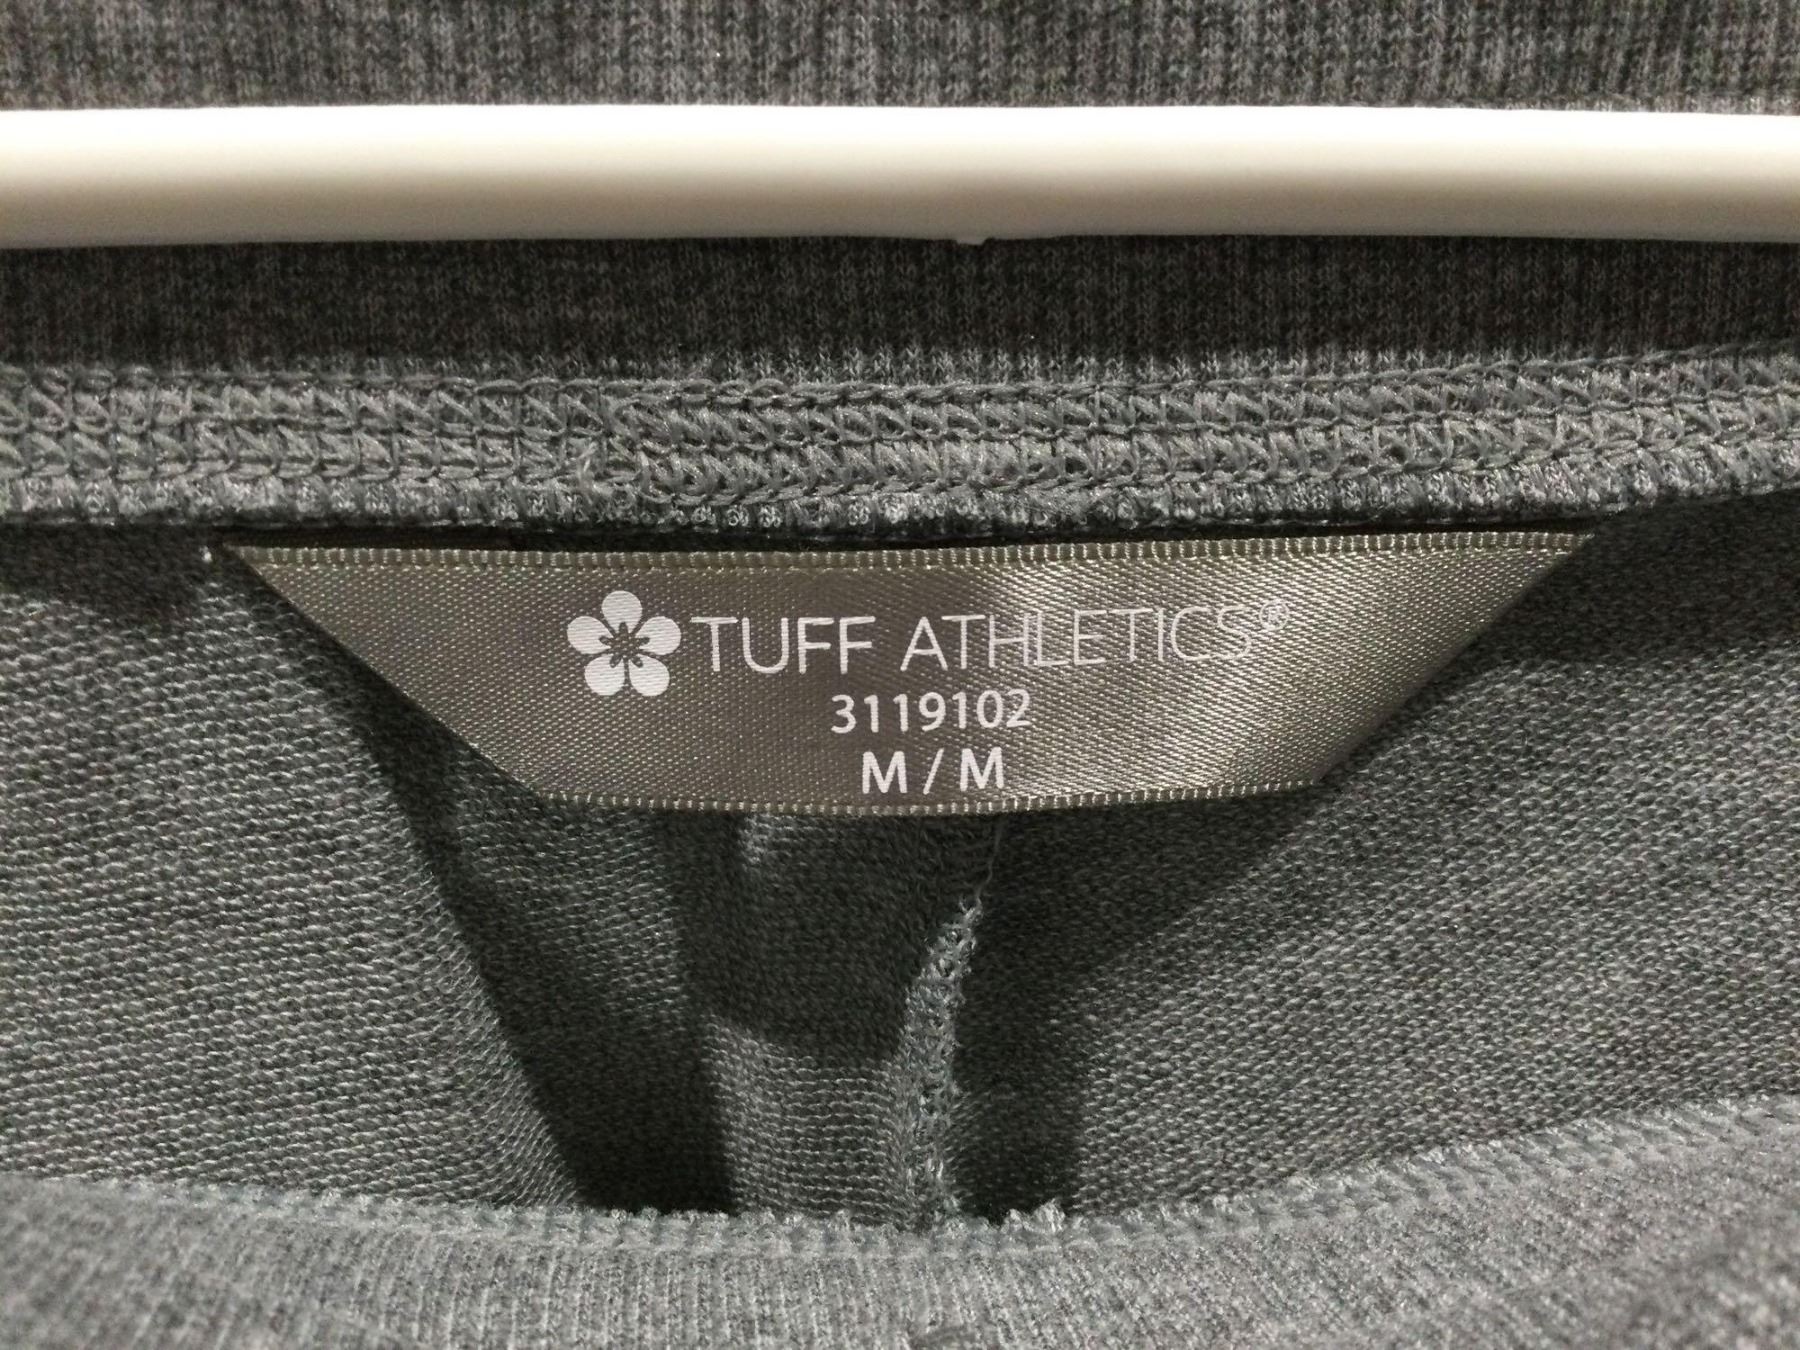 TUFF ATHLETICS®
3119102
M / M